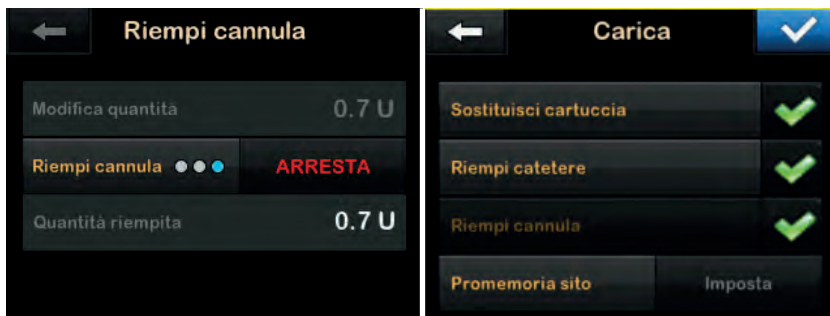 Riempi cannula
Modifica quantità 0.7 U
Riempi cannula ARRESTA
Quantità riempita 0.7 U
Carica
Sostituisci cartuccia
Riempi catetere
Riempi cannula
Promemoria sito Imposta